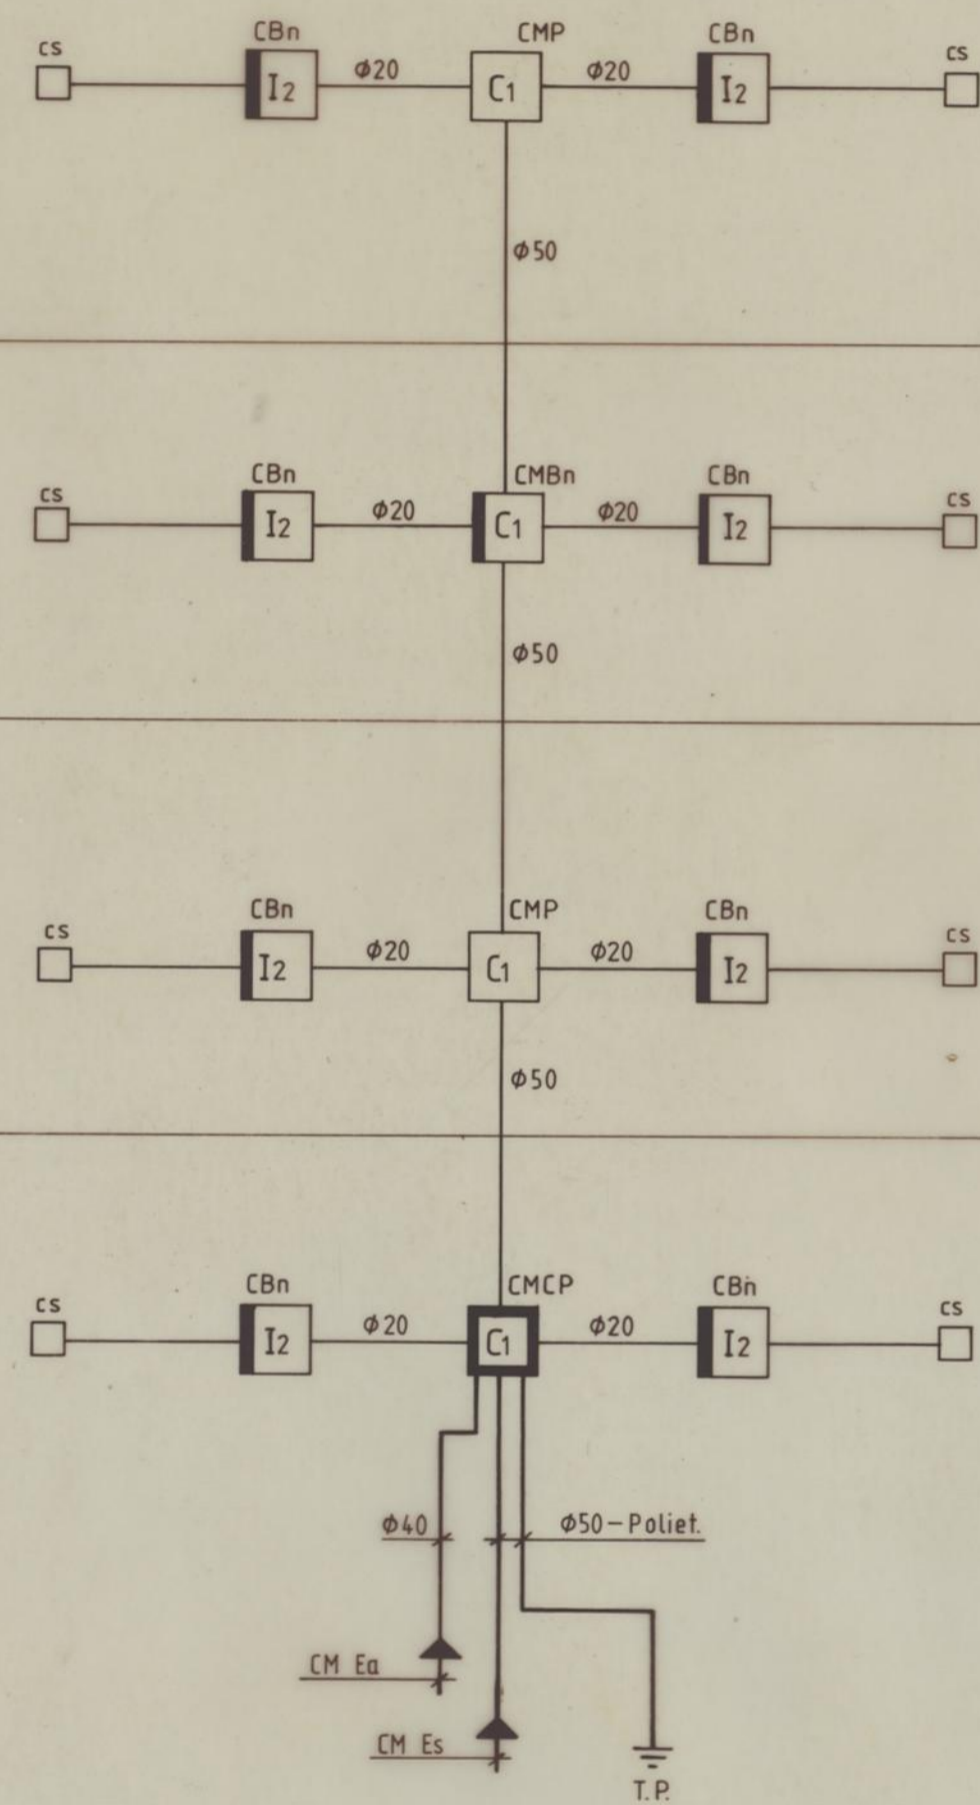 cs CBn CMP CBn cs
I2 Φ20 C1 Φ20 I2
Φ50
cs CBn CMBn CBn cs
I2 Φ20 C1 Φ20 I2
Φ50
cs CBn CMP CBn cs
I2 Φ20 C1 Φ20 I2
Φ50
cs CBn CMCP CBn cs
I2 Φ20 C1 Φ20 I2
Φ40 Φ50-Poliet.
CM Ea
CM Es
T.P.